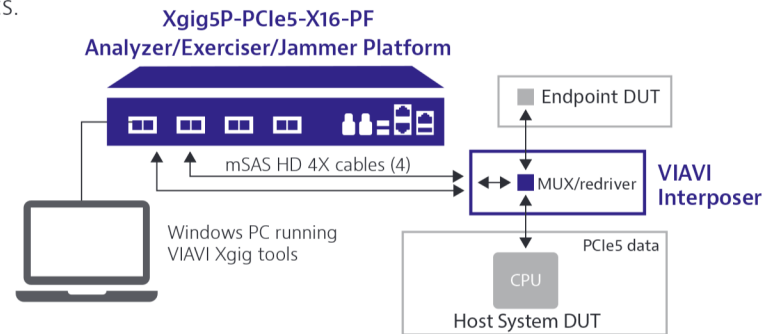 Xgig5P-PCIe5-X16-PF
Analyzer/Exerciser/Jammer Platform
Endpoint DUT
mSAS HD 4X cables (4)
MUX/redriver
VIAVI
Interposer
Windows PC running
VIAVI Xgig tools
PCIe5 data
CPU
Host System DUT